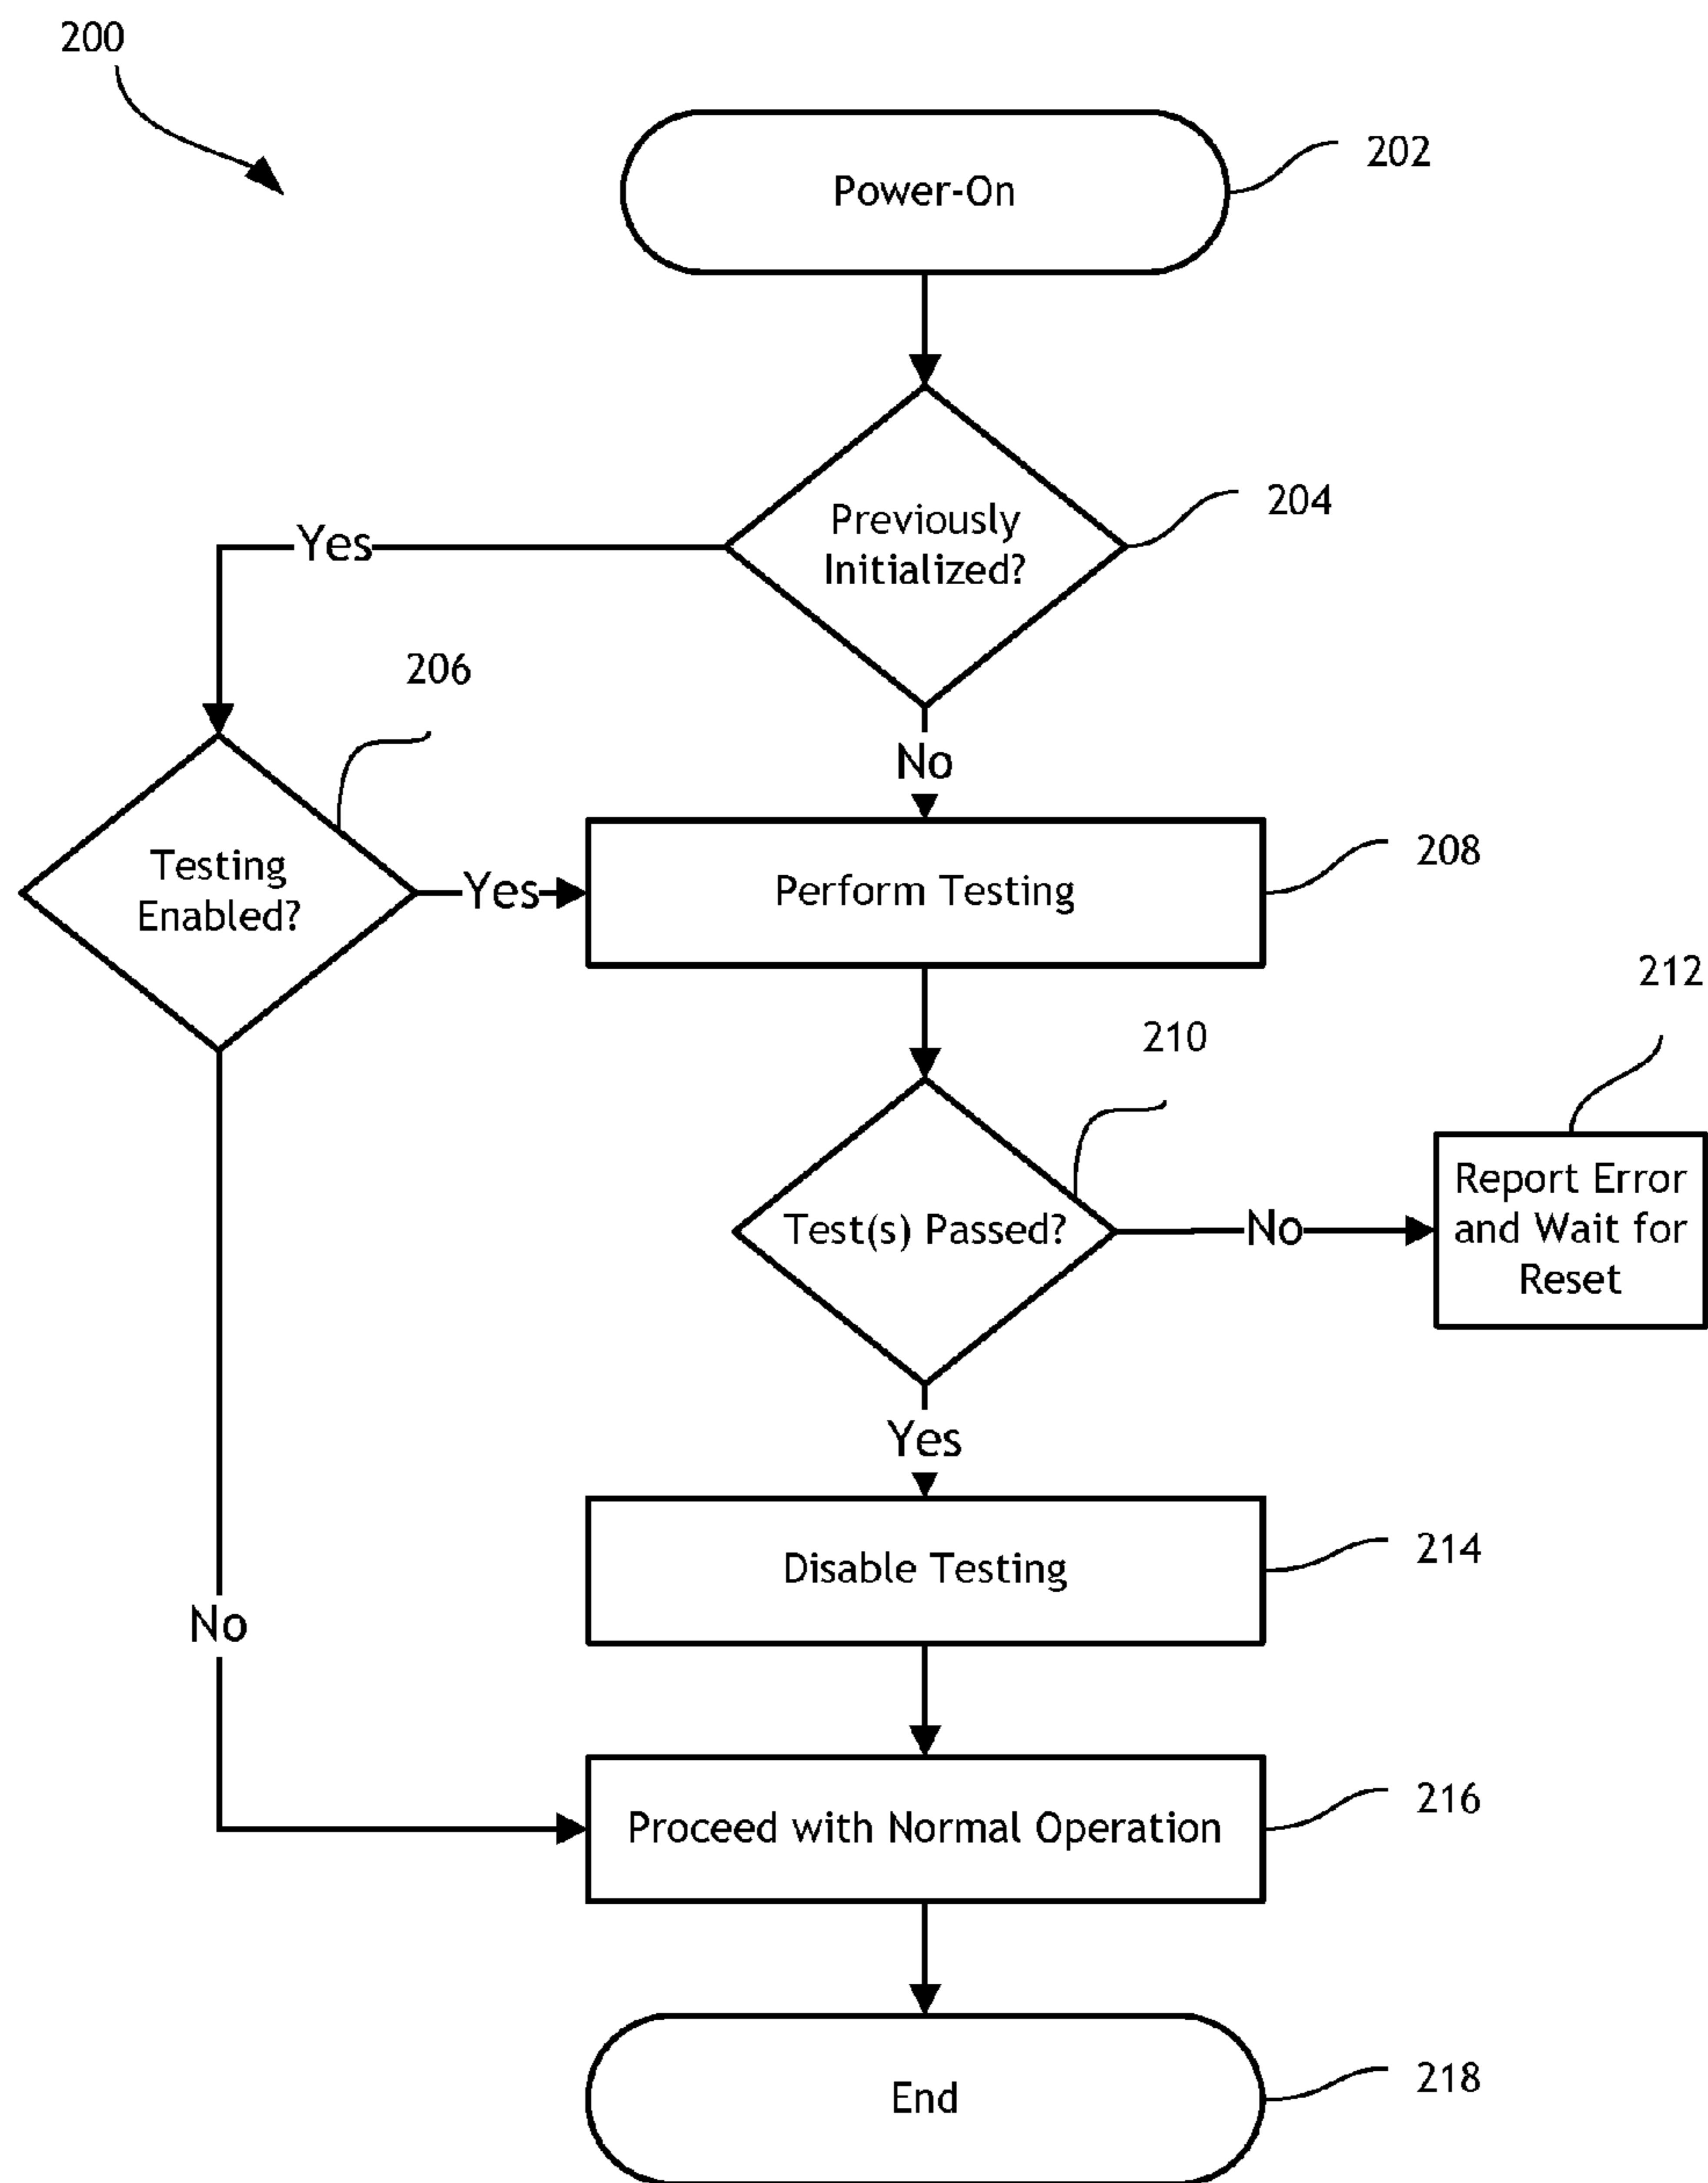 200
202
Power-On
204
Previously
Initialized?
Yes
206
No
208
Testing
Enabled?
Yes
Perform Testing
212
210
Report Error
and Wait for
Reset
Test(s) Passed?
No
Yes
214
Disable Testing
No
216
Proceed with Normal Operation
218
End